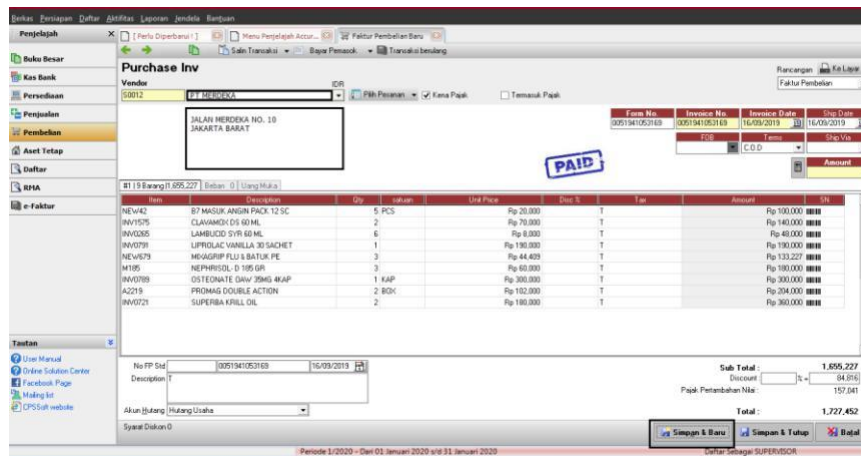 Berkas Persiapan Daftar Aktifitas Laporan Jendela Bantuan
Penjelajah X [ Perlu Diperbarui ! ] Menu Penjelajah Accur... Faktur Pembelian Baru
Salin Transaksi Bayar Pemasok Transaksi berulang
Buku Besar
Kas Bank
Persediaan
Penjualan
Pembelian
Aset Tetap
Daftar
RMA
e-Faktur
Purchase Inv
Rancangan Ke Layar
Faktur Pembelian
Vendor IDR
S0012 PT MERDEKA Pilih Pesanan Kena Pajak Termasuk Pajak
JALAN MERDEKA NO. 10
JAKARTA BARAT
Form No. Invoice No. Invoice Date Ship Date
0051941053169 0051941053169 16/09/2019 16/09/2019
FOB Terms Ship Via
C.O.D
PAID
Amount
#1 | 9 Barang |1,655,227 Beban 0 Uang Muka
Item Description Qty satuan Unit Price Disc % Tax Amount SN
NEW42 B7 MASUK ANGIN PACK 12 SC 5 PCS Rp 20,000 T Rp 100,000
INV1575 CLAVAMOX DS 60 ML 2 Rp 70,000 T Rp 140,000
INV0265 LAMBUCID SYR 60 ML 6 Rp 8,000 T Rp 48,000
INV0791 LIPROLAC VANILLA 30 SACHET 1 Rp 190,000 T Rp 190,000
NEW679 MIXAGRIP FLU & BATUK PE 3 Rp 44,409 T Rp 133,227
M185 NEPHRISOL-D 185 GR 3 Rp 60,000 T Rp 180,000
INV0789 OSTEONATE OAW 35MG 4KAP 1 KAP Rp 300,000 T Rp 300,000
A2219 PROMAG DOUBLE ACTION 2 BOX Rp 102,000 T Rp 204,000
INV0721 SUPERBA KRILL OIL 2 Rp 180,000 T Rp 360,000
Tautan
User Manual
Online Solution Center
Facebook Page
Mailing list
CPSSoft website
No FP Std 0051941053169 16/09/2019
Description T
Akun Hutang Hutang Usaha
Syarat Diskon 0
Sub Total : 1,655,227
Discount : % = 84,816
Pajak Pertambahan Nilai : 157,041
Total : 1,727,452
Simpan & Baru Simpan & Tutup Batal
Periode 1/2020 - Dari 01 Januari 2020 s/d 31 Januari 2020 Daftar Sebagai SUPERVISOR